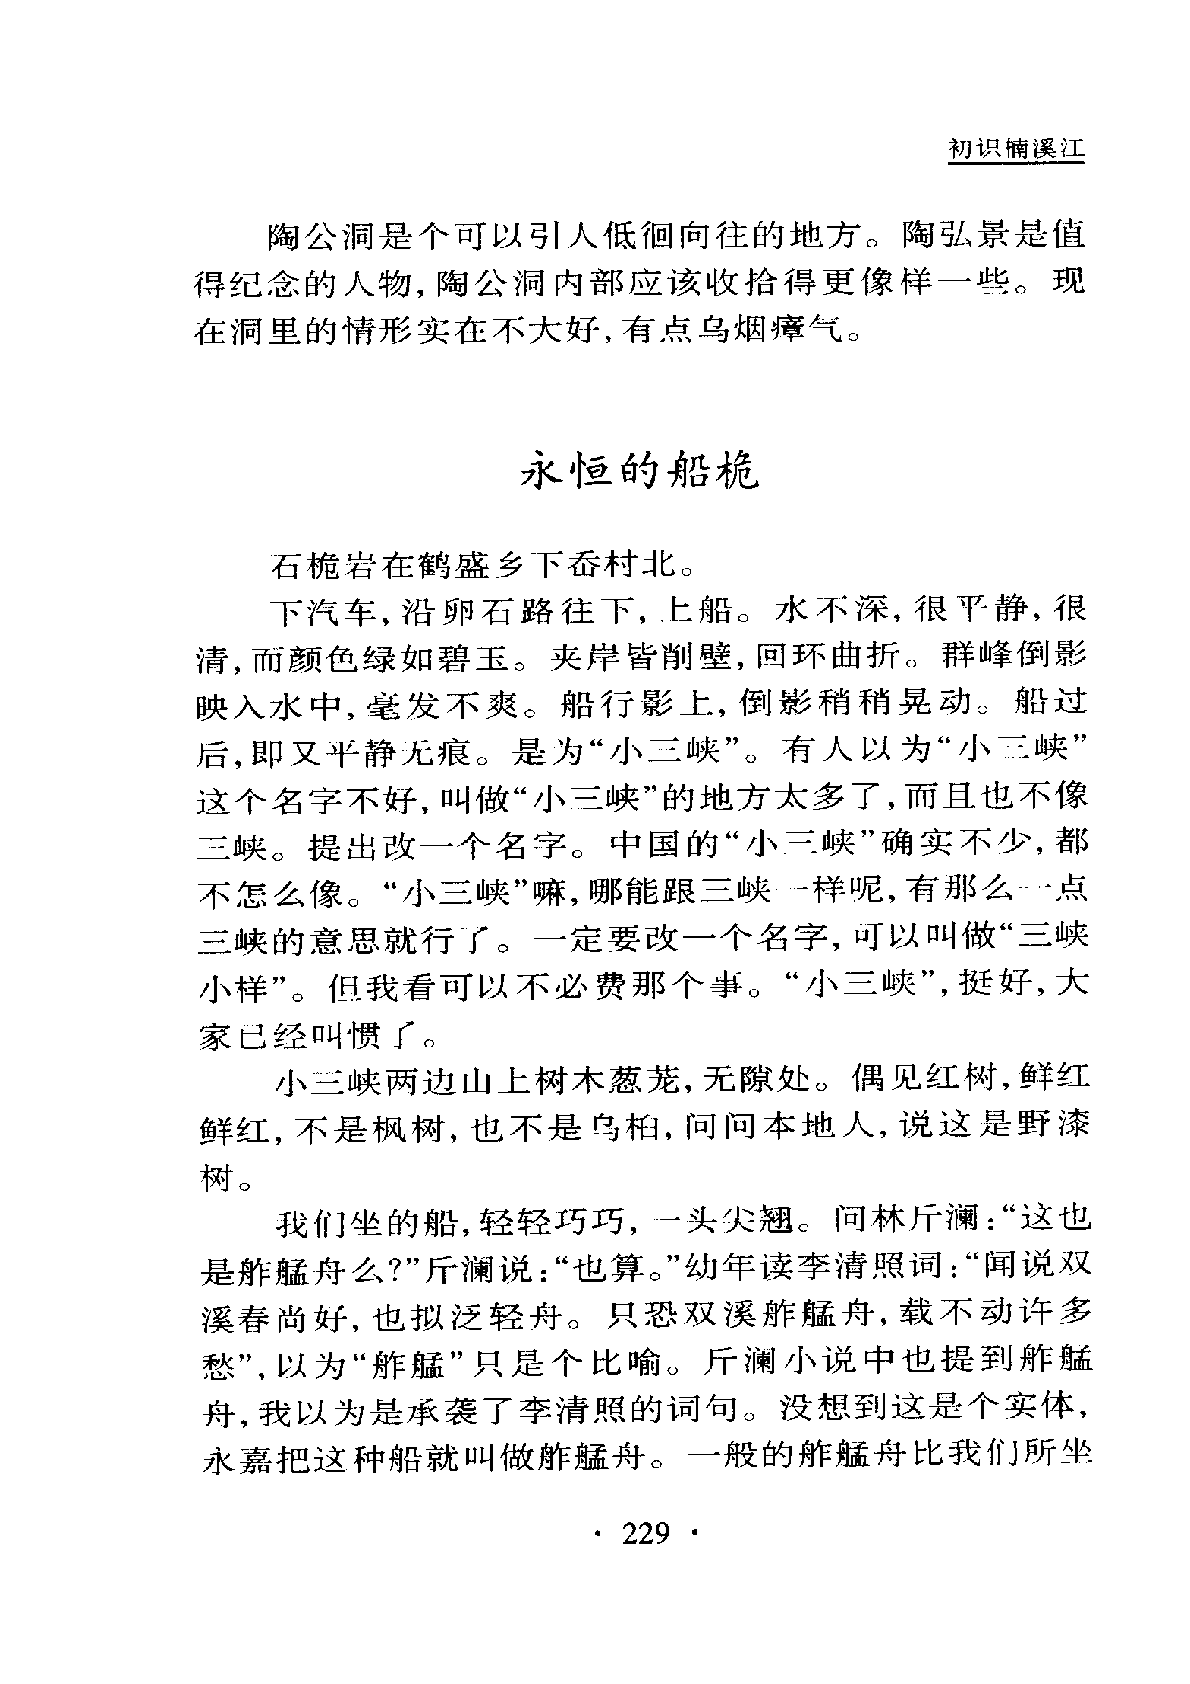 初识楠溪江
陶公洞是个可以引人低徊向往的地方。陶弘景是值
得纪念的人物,陶公洞内部应该收拾得更像样一些。现
在洞里的情形实在不大好,有点乌烟瘴气。
永恒的船桅
石桅岩在鹤盛乡下岙村北。
下汽车,沿卵石路往下,上船。水不深,很平静,很
清,而颜色绿如碧玉。夹岸皆削壁,回环曲折。群峰倒影
映入水中,毫发不爽。船行影上,倒影稍稍晃动。船过
后,即又平静无痕。是为“小三峡”。有人以为“小三峡”
这个名字不好,叫做“小三峡”的地方太多了,而且也不像
三峡。提出改一个名字。中国的“小三峡”确实不少,都
不怎么像。“小三峡”嘛,哪能跟三峡一样呢,有那么一点
三峡的意思就行了。一定要改一个名字,可以叫做“三峡
小样”。但我看可以不必费那个事。“小三峡”,挺好,大
家已经叫惯了。
小三峡两边山上树木葱茏,无隙处。偶见红树,鲜红
鲜红,不是枫树,也不是乌桕,问问本地人,说这是野漆
树。
我们坐的船,轻轻巧巧,一头尖翘。问林斤澜:“这也
是舴艋舟么?”斤澜说:“也算。”幼年读李清照词:“闻说双
溪春尚好,也拟泛轻舟。只恐双溪舴艋舟,载不动许多
愁”,以为“舴艋”只是个比喻。斤澜小说中也提到舴艋
舟,我以为是承袭了李清照的词句。没想到这是个实体,
永嘉把这种船就叫做舴艋舟。一般的舴艋舟比我们所坐
· 229 ·